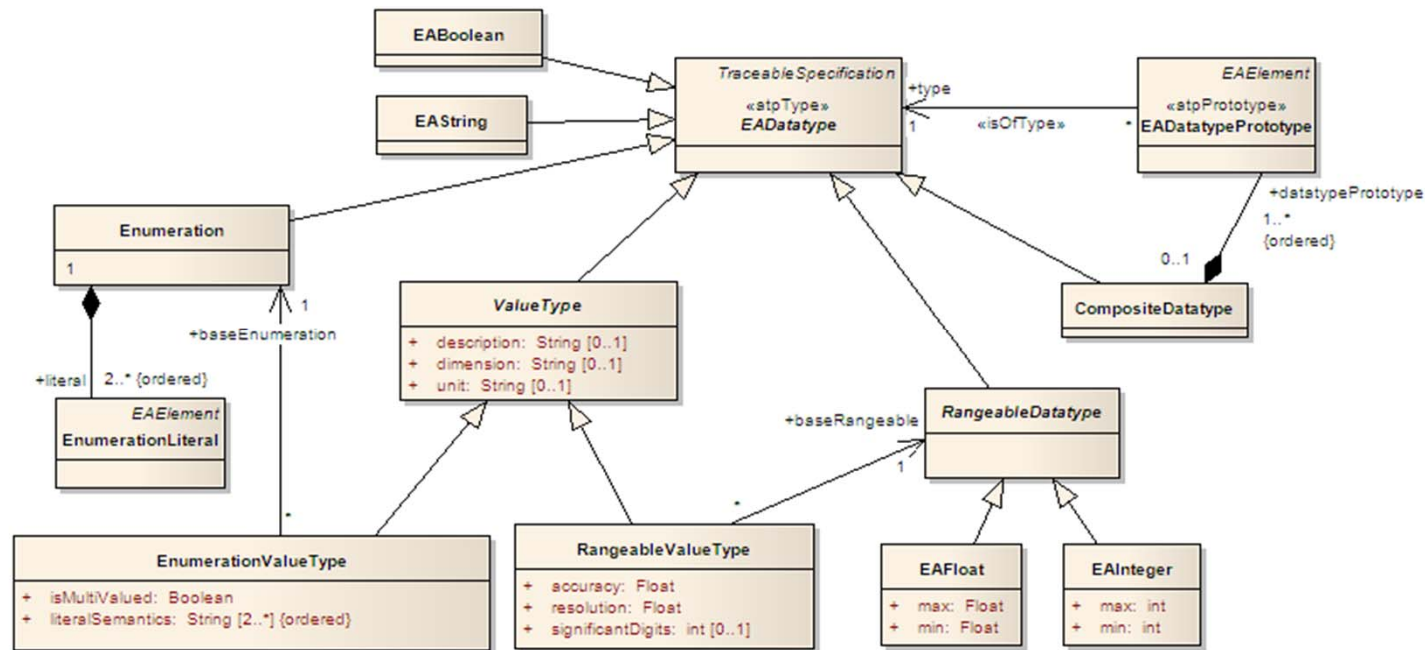 EABoolean
EAString
TraceableSpecification
«atpType»
EADatatype
+type
1
«isOfType»
*
EAElement
«atpPrototype»
EADatatypePrototype
+datatypePrototype
1..*
{ordered}
0..1
CompositeDatatype
Enumeration
1
1
+baseEnumeration
+literal
2..* {ordered}
EAElement
EnumerationLiteral
ValueType
+ description: String [0..1]
+ dimension: String [0..1]
+ unit: String [0..1]
+baseRangeable
1
RangeableDatatype
*
*
EnumerationValueType
+ isMultiValued: Boolean
+ literalSemantics: String [2..*] {ordered}
RangeableValueType
+ accuracy: Float
+ resolution: Float
+ significantDigits: int [0..1]
EAFloat
+ max: Float
+ min: Float
EAInteger
+ max: int
+ min: int